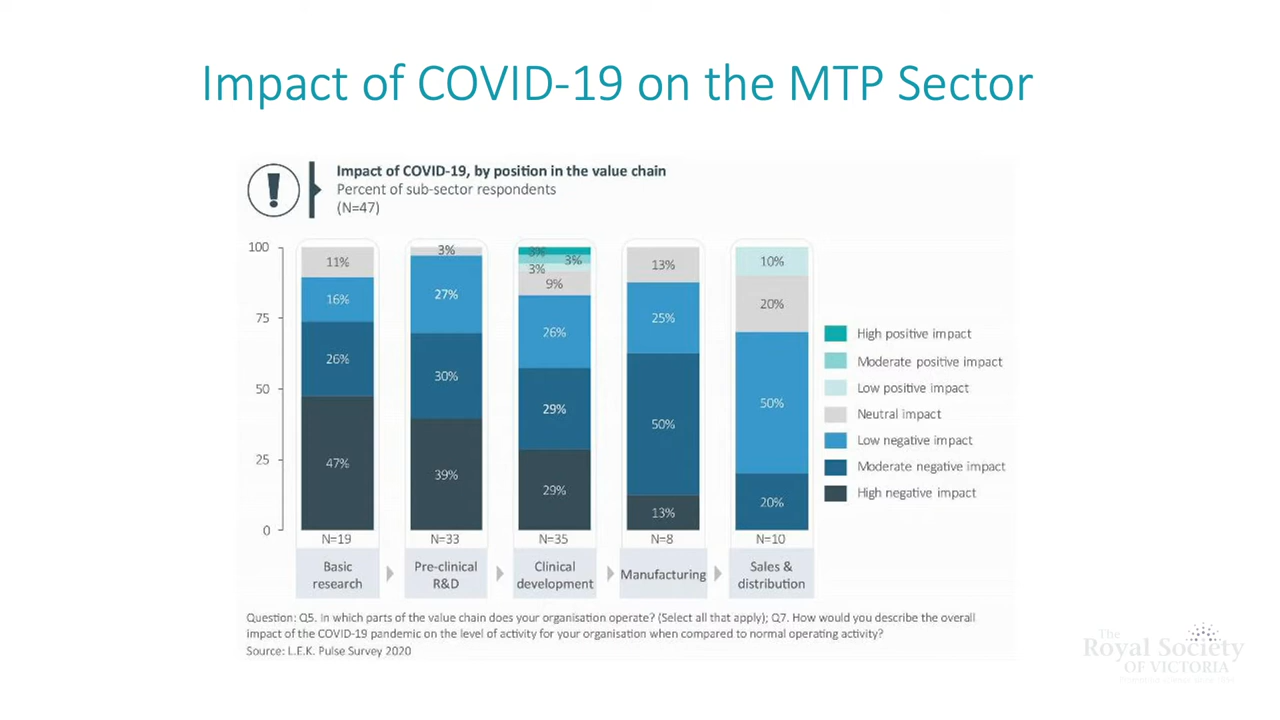 Impact of COVID-19 on the MTP Sector
Impact of COVID-19, by position in the value chain
Percent of sub-sector respondents
(N=47)
100
75
50
25
0
11%
16%
26%
47%
N=19
Basic
research
3%
27%
30%
39%
N=33
Pre-clinical
R&D
3%
3%
9%
26%
29%
29%
N=35
Clinical
development
13%
25%
50%
13%
N=8
Manufacturing
10%
20%
50%
20%
N=10
Sales &
distribution
High positive impact
Moderate positive impact
Low positive impact
Neutral impact
Low negative impact
Moderate negative impact
High negative impact
Question: Q5. In which parts of the value chain does your organisation operate? (Select all that apply); Q7. How would you describe the overall
impact of the COVID-19 pandemic on the level of activity for your organisation when compared to normal operating activity?
Source: L.E.K. Pulse Survey 2020
The
Royal Society
OF VICTORIA